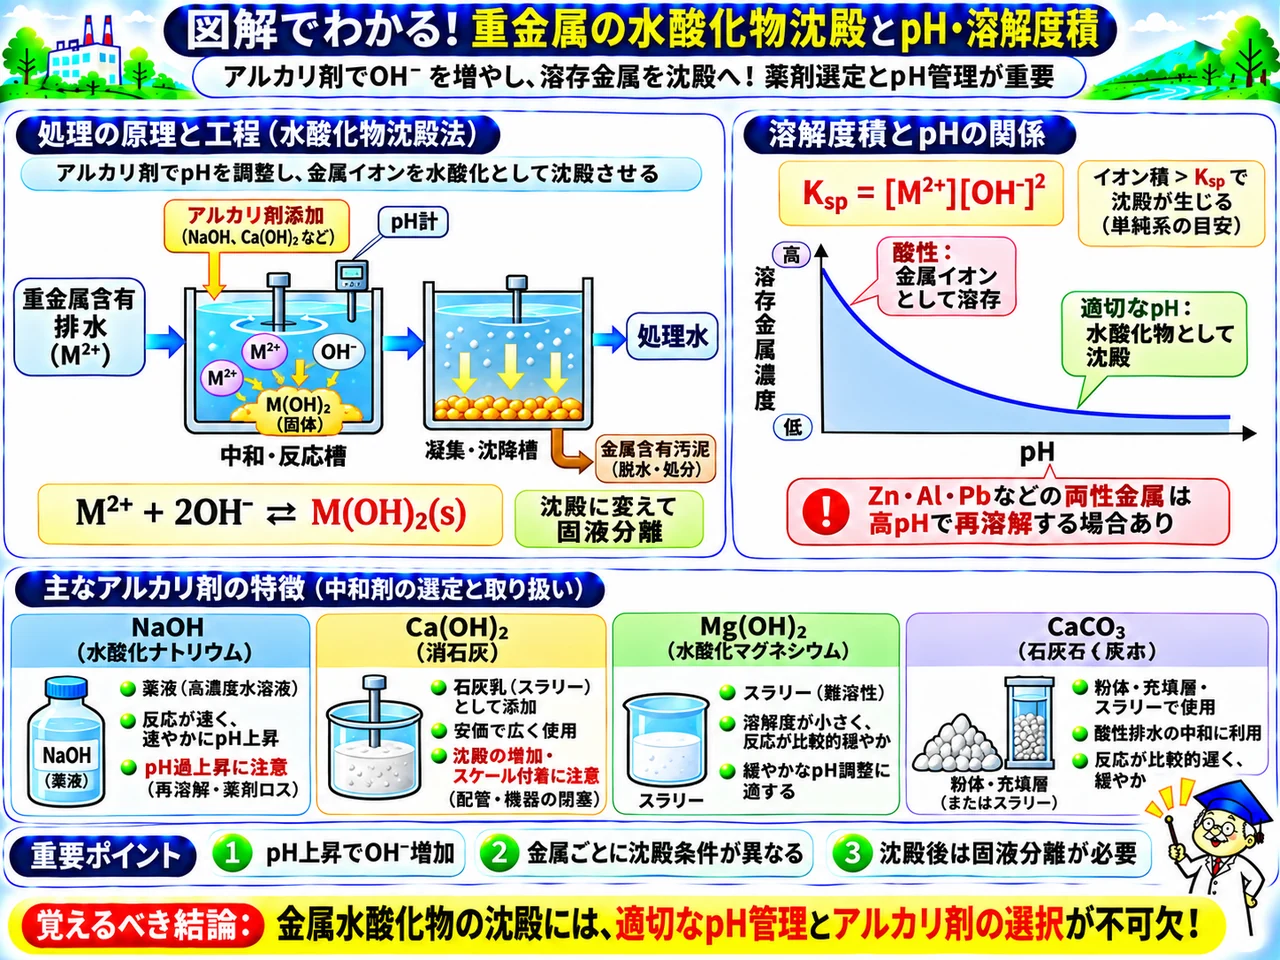 図解でわかる！重金属の水酸化物沈殿とpH・溶解度積
アルカリ剤でOH⁻を増やし、溶存金属を沈殿へ！薬剤選定とpH管理が重要
処理の原理と工程（水酸化物沈殿法）
アルカリ剤でpHを調整し、金属イオンを水酸化として沈殿させる
アルカリ剤添加
（NaOH、Ca(OH)₂など）
pH計
重金属含有
排水
（M²⁺）
M²⁺
M²⁺
OH⁻
M(OH)₂
（固体）
処理水
中和・反応槽
凝集・沈降槽
金属含有汚泥
（脱水・処分）
M²⁺ + 2OH⁻ ⇄ M(OH)₂(s)
沈殿に変えて
固液分離
溶解度積とpHの関係
Ksp = [M²⁺][OH⁻]²
イオン積 > Ksp で
沈殿が生じる
（単純系の目安）
高
溶存金属濃度
低
酸性：
金属イオン
として溶存
適切なpH：
水酸化物として
沈殿
pH
!
Zn・Al・Pbなどの両性金属は
高pHで再溶解する場合あり
主なアルカリ剤の特徴（中和剤の選定と取り扱い）
NaOH
（水酸化ナトリウム）
NaOH
（薬液）
薬液（高濃度水溶液）
反応が速く、
速やかにpH上昇
pH過上昇に注意
（再溶解・薬剤ロス）
Ca(OH)₂
（消石灰）
石灰乳（スラリー）
として添加
安価で広く使用
沈殿の増加・
スケール付着に注意
（配管・機器の閉塞）
Mg(OH)₂
（水酸化マグネシウム）
スラリー
スラリー（難溶性）
溶解度が小さく、
反応が比較的穏やか
緩やかなpH調整に
適する
CaCO₃
（石灰石
粉体・充填層
（またはスラリー）
粉体・充填層・
スラリーで使用
酸性排水の中和に利用
反応が比較的遅く、
緩やか
重要ポイント
1 pH上昇でOH⁻増加
2 金属ごとに沈殿条件が異なる
3 沈殿後は固液分離が必要
覚えるべき結論：
金属水酸化物の沈殿には、適切なpH管理とアルカリ剤の選択が不可欠！